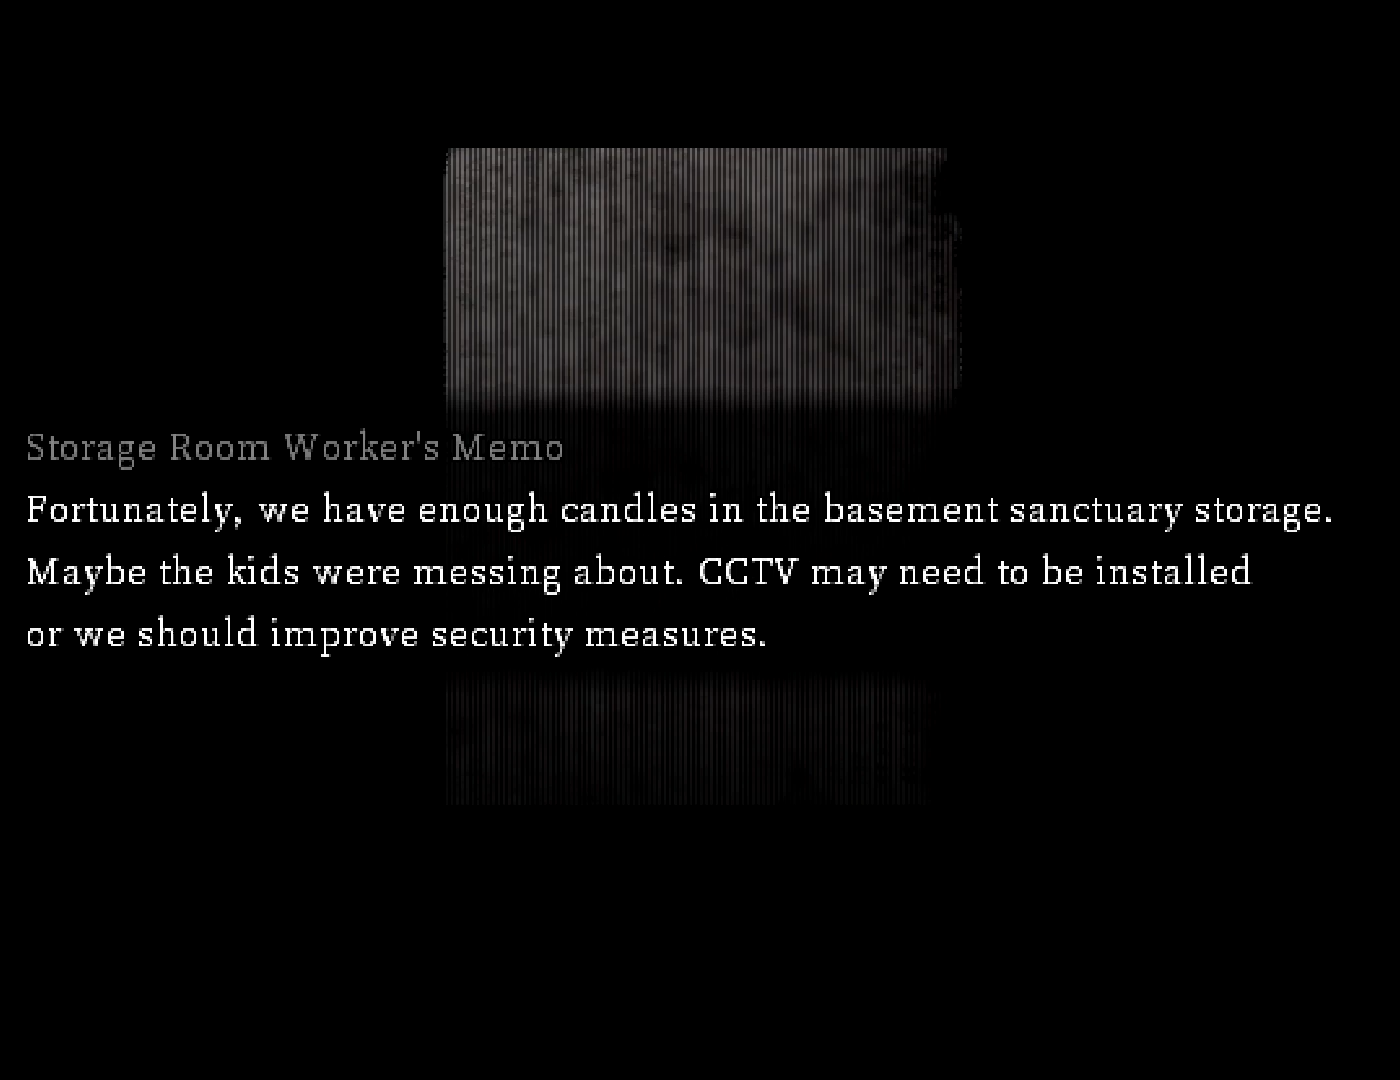 Storage Room Worker's Memo
Fortunately, we have enough candles in the basement sanctuary storage.
Maybe the kids were messing about. CCTV may need to be installed
or we should improve security measures.